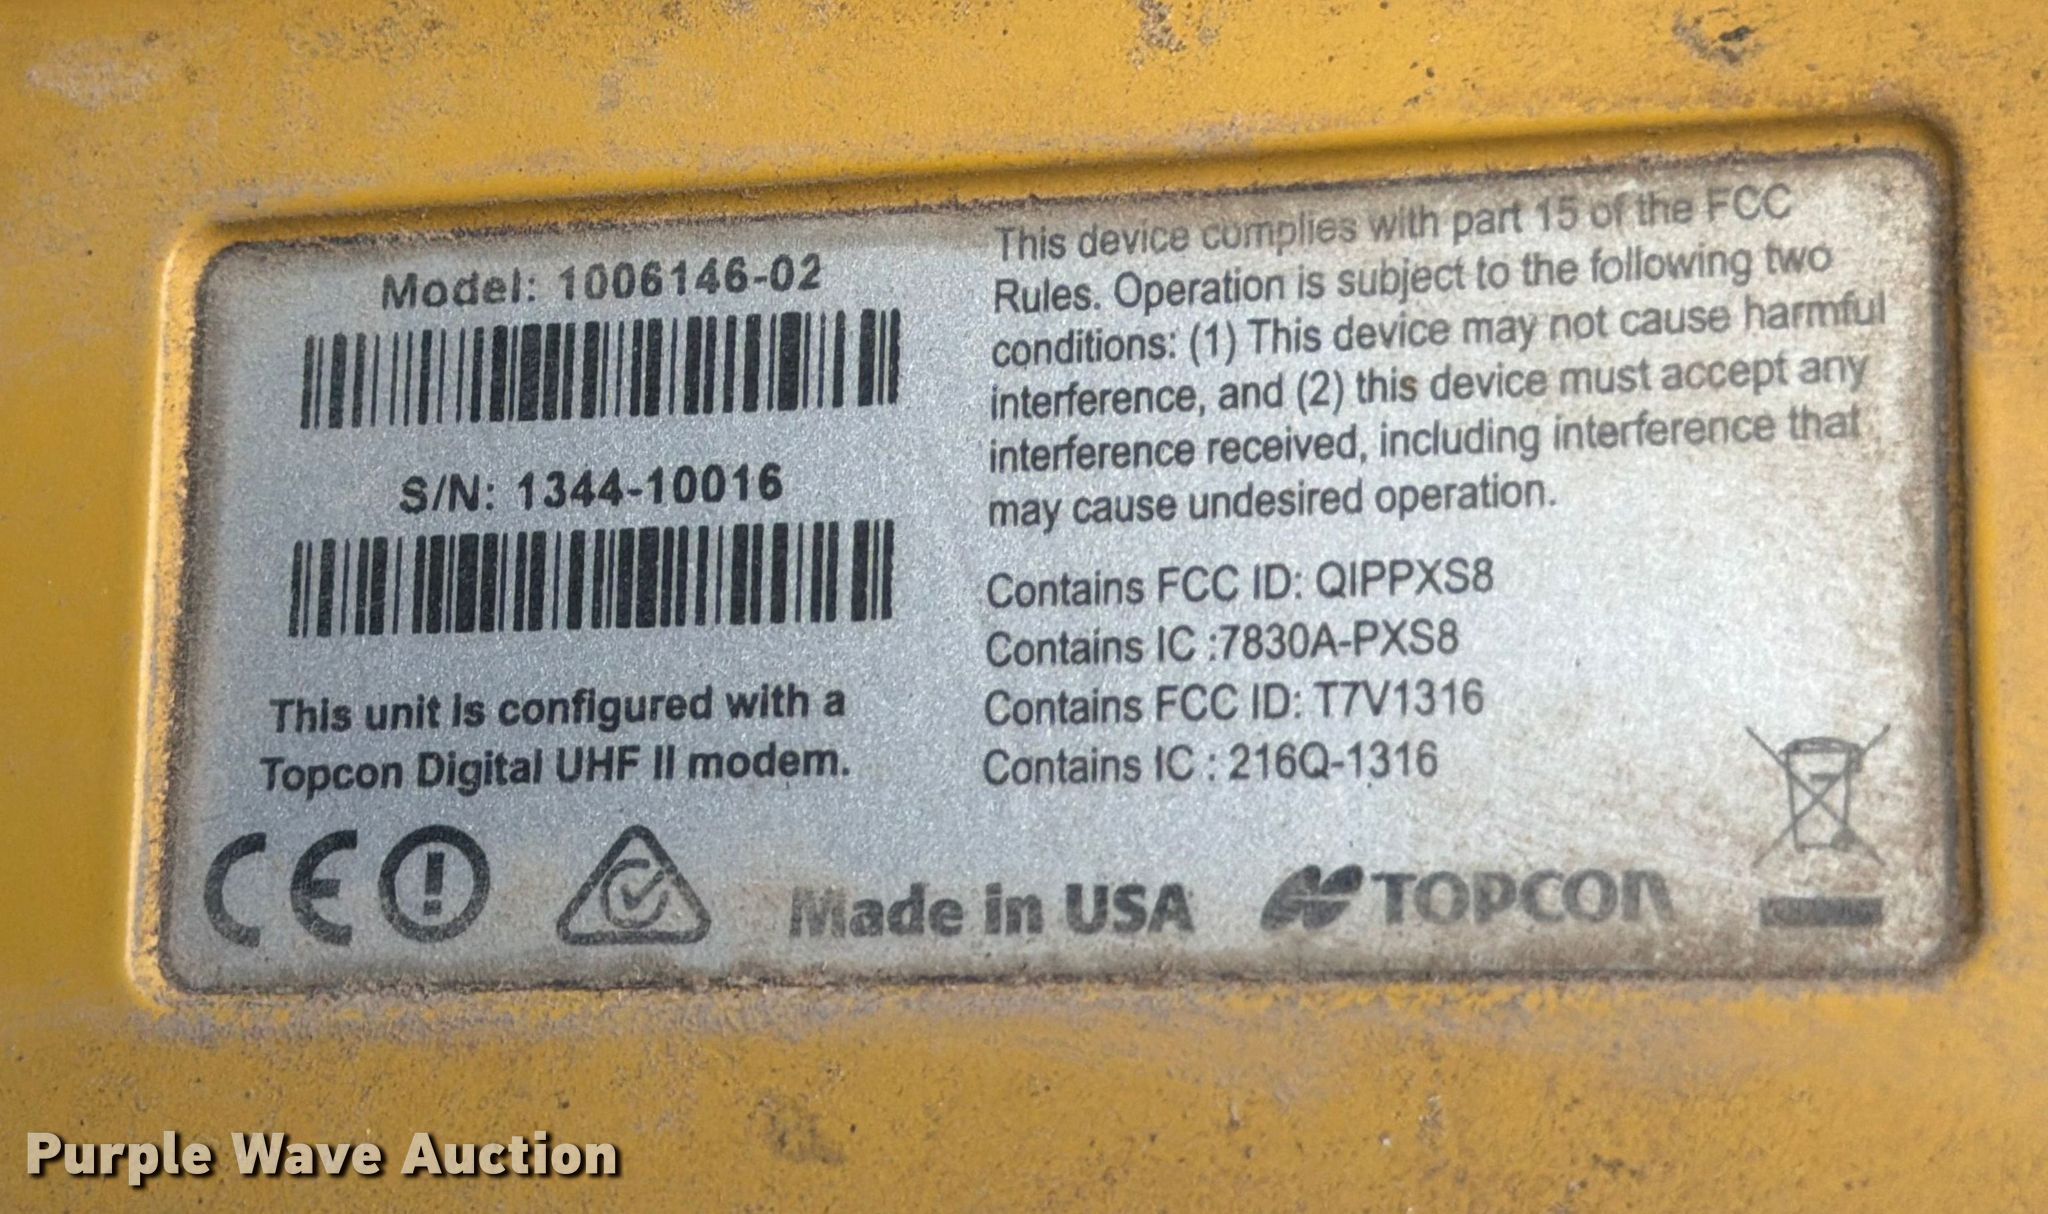 Model: 1006146-02
S/N: 1344-10016
This unit is configured with a
Topcon Digital UHF II modem.
This device complies with part 15 of the FCC
Rules. Operation is subject to the following two
conditions: (1) This device may not cause harmful
interference, and (2) this device must accept any
interference received, including interference that
may cause undesired operation.
Contains FCC ID: QIPPXS8
Contains IC :7830A-PXS8
Contains FCC ID: T7V1316
Contains IC : 216Q-1316
CE
Made in USA
TOPCON
Purple Wave Auction